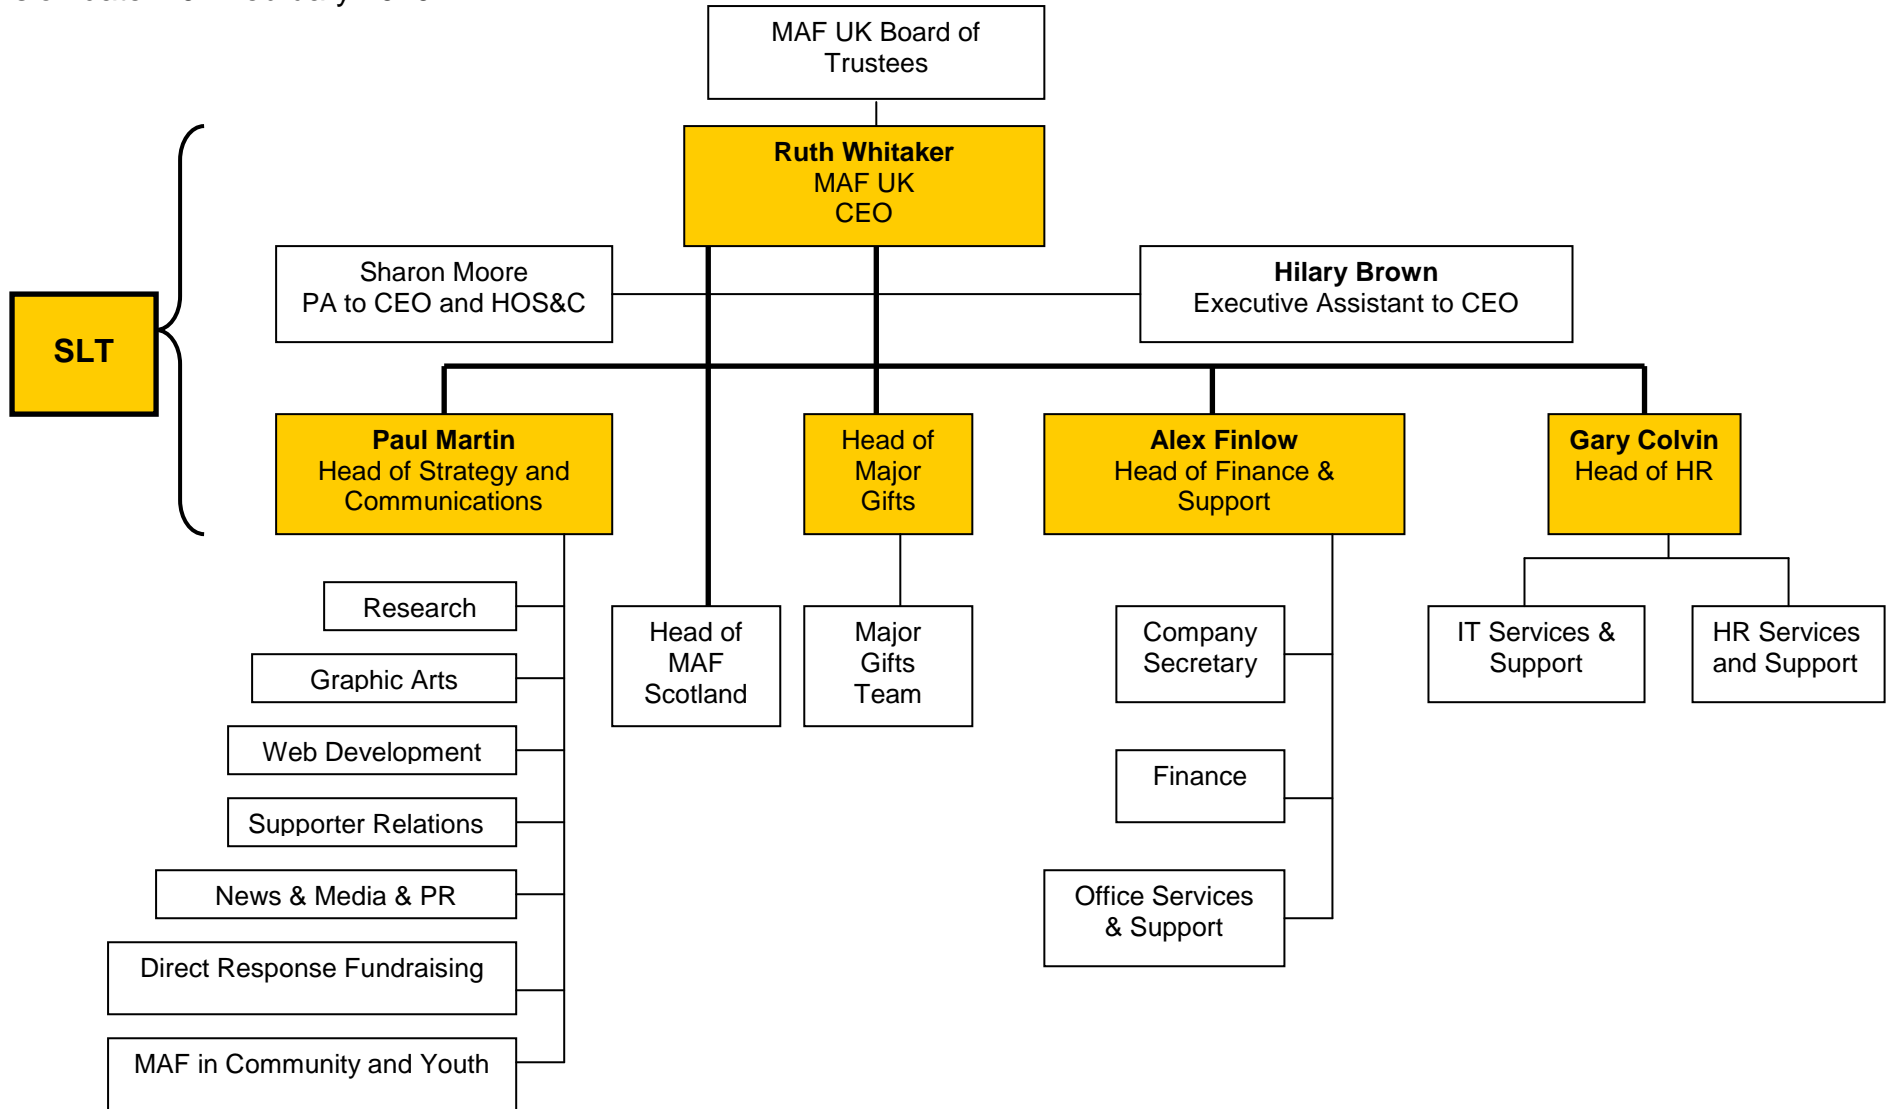 MAF UK Board of
Trustees
Ruth Whitaker
MAF UK
CEO
Sharon Moore
PA to CEO and HOS&C
Hilary Brown
Executive Assistant to CEO
SLT
Paul Martin
Head of Strategy and
Communications
Head of
Major
Gifts
Alex Finlow
Head of Finance &
Support
Gary Colvin
Head of HR
Research
Graphic Arts
Web Development
Supporter Relations
News & Media & PR
Direct Response Fundraising
MAF in Community and Youth
Head of
MAF
Scotland
Major
Gifts
Team
Company
Secretary
Finance
Office Services
& Support
IT Services &
Support
HR Services
and Support